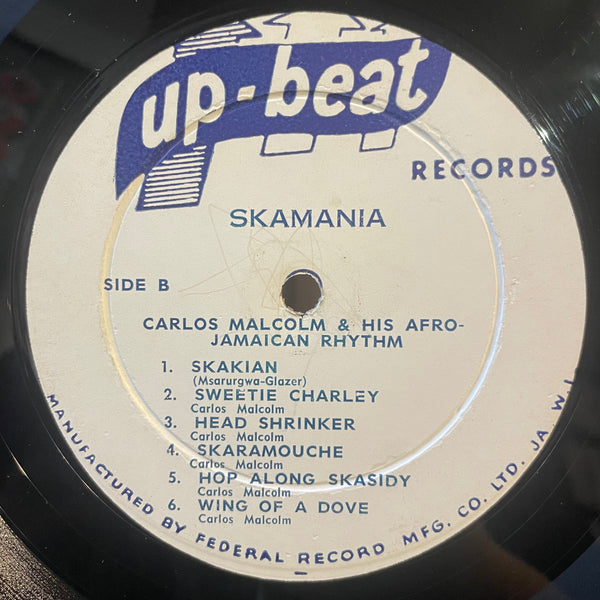 up-beat
RECORDS
SKAMANIA
SIDE B
CARLOS MALCOLM & HIS AFRO-
JAMAICAN RHYTHM
1. SKAKIAN
(Msarurgwa-Glazer)
2. SWEETIE CHARLEY
Carlos Malcolm
3. HEAD SHRINKER
Carlos Malcolm
4. SKARAMOUCHE
Carlos Malcolm
5. HOP ALONG SKASIDY
Carlos Malcolm
6. WING OF A DOVE
Carlos Malcolm
MANUFACTURED BY FEDERAL RECORD MFG. CO. LTD. JA. W.I.